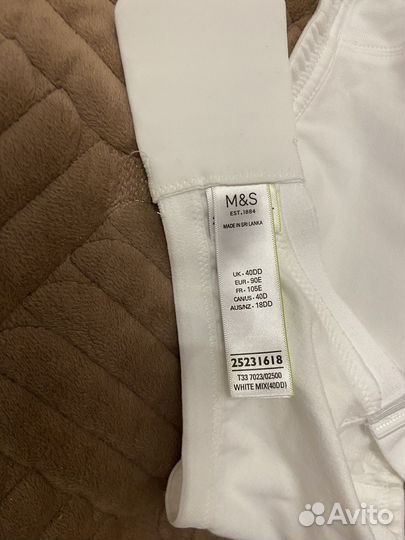 M&S
EST. 1884
MADE IN SRI LANKA
UK - 40DD
EUR - 90E
FR - 105E
CAN/US - 40D
AUS/NZ - 18DD
25231618
T33 7023/02500
WHITE MIX(40DD)
Avito